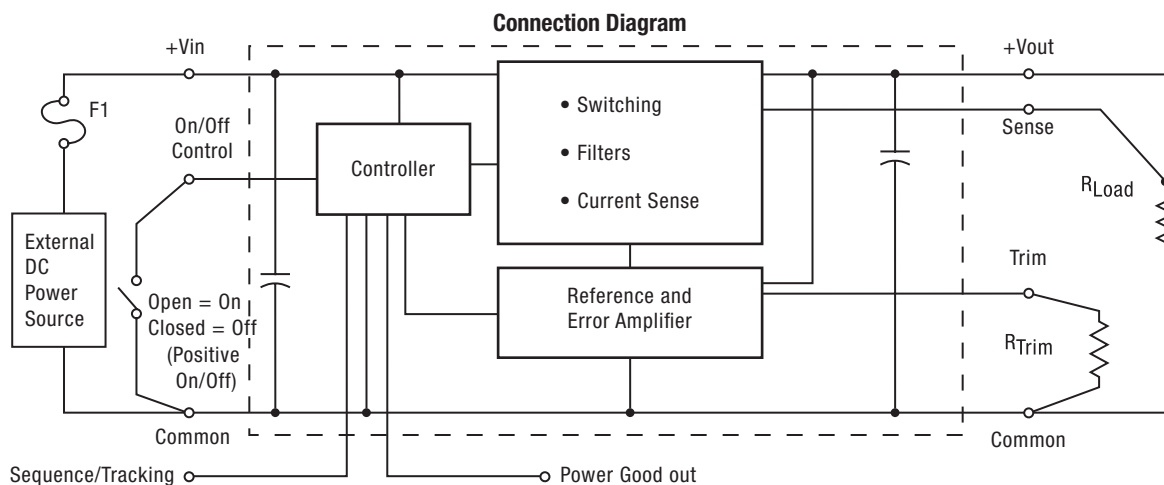 Connection Diagram
+Vin
+Vout
F1
On/Off
Control
• Switching
• Filters
• Current Sense
Controller
Sense
RLoad
External
DC
Power
Source
Open = On
Closed = Off
(Positive
On/Off)
Reference and
Error Amplifier
Trim
RTrim
Common
Common
Sequence/Tracking
Power Good out